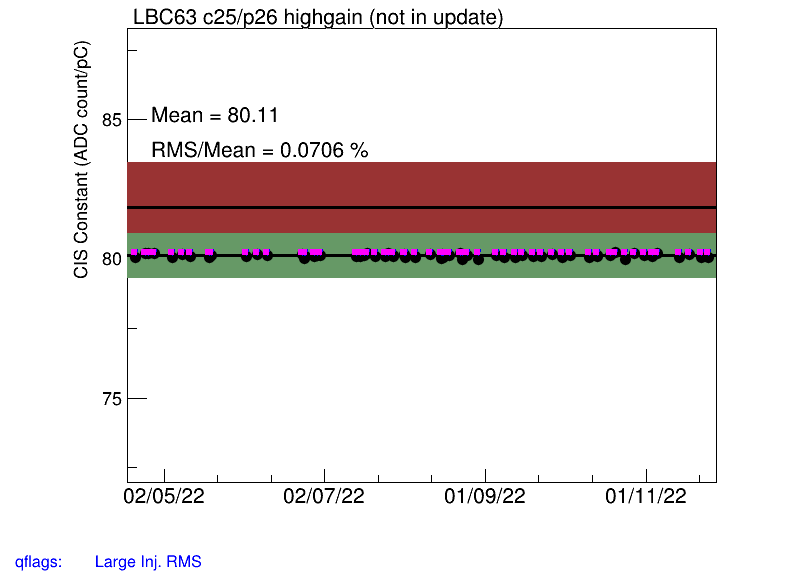 LBC63 c25/p26 highgain (not in update)
CIS Constant (ADC count/pC)
Mean = 80.11
RMS/Mean = 0.0706 %
85
80
75
02/05/22 02/07/22 01/09/22 01/11/22
qflags: Large Inj. RMS